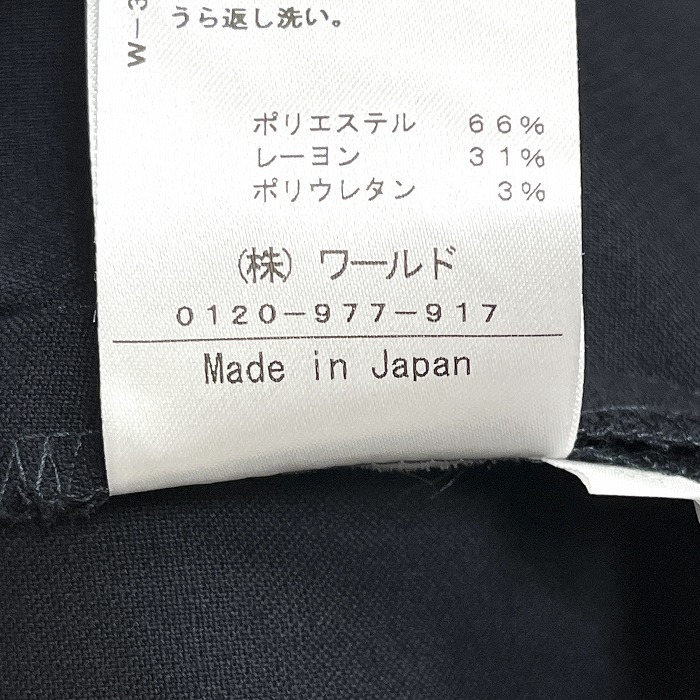 W-3
うら返し洗い。
ポリエステル 66%
レーヨン 31%
ポリウレタン 3%
(株) ワールド
0120-977-917
Made in Japan